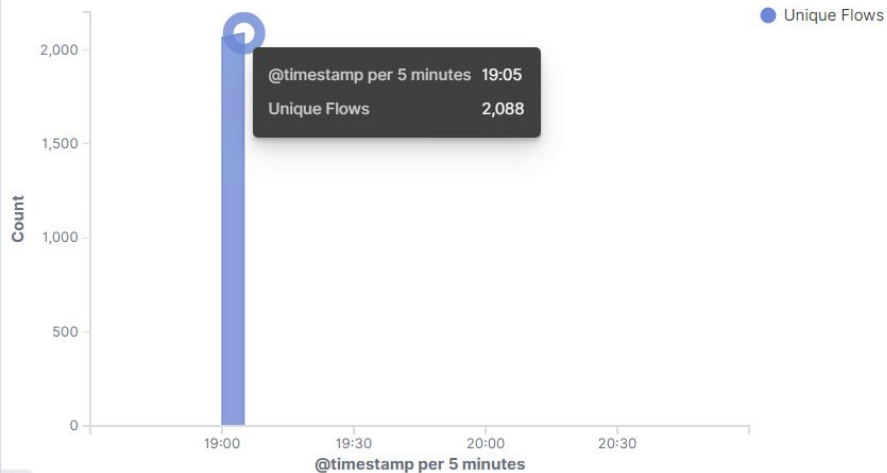 Unique Flows
2,000
1,500
1,000
500
0
Count
@timestamp per 5 minutes 19:05
Unique Flows 2,088
19:00 19:30 20:00 20:30
@timestamp per 5 minutes